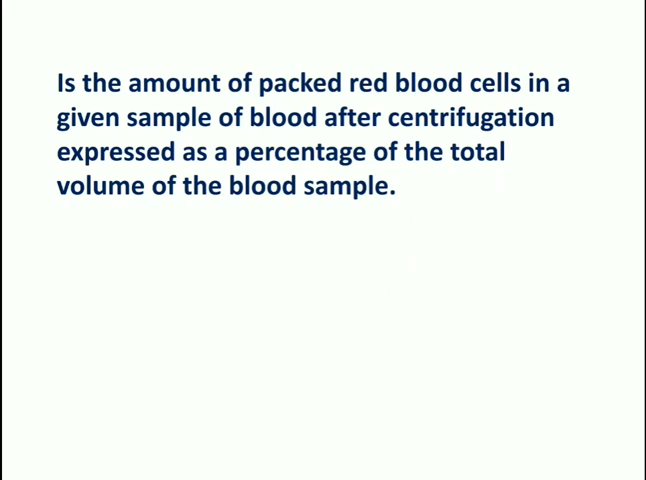 Is the amount of packed red blood cells in a
given sample of blood after centrifugation
expressed as a percentage of the total
volume of the blood sample.